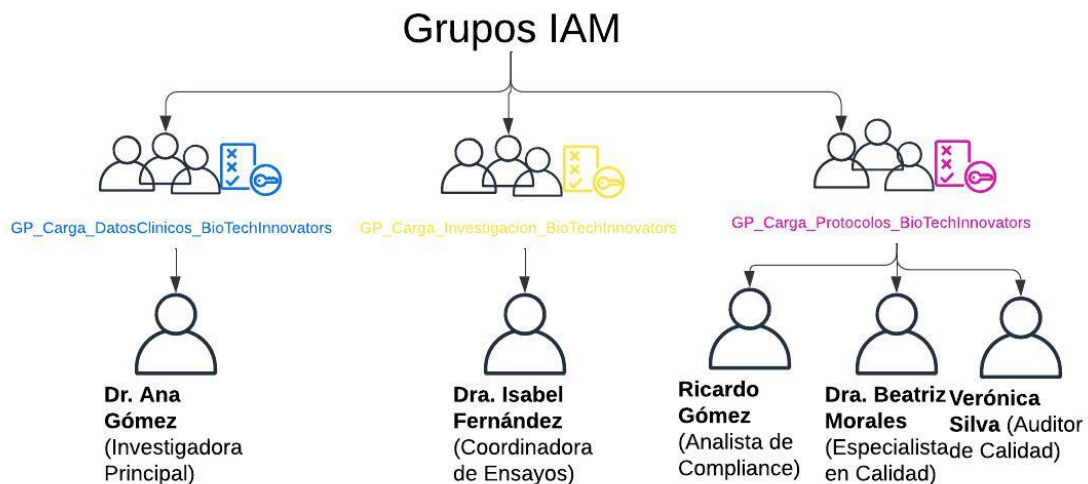 Grupos IAM
GP_Carga_DatosClinicos_BioTechInnovators
GP_Carga_Investigacion_BioTechInnovators
GP_Carga_Protocolos_BioTechInnovators
Dr. Ana
Gómez
(Investigadora
Principal)
Dra. Isabel
Fernández
(Coordinadora
de Ensayos)
Ricardo
Gómez
(Analista de
Compliance)
Dra. Beatriz
Morales
(Especialista
en Calidad)
Verónica
Silva (Auditor
de Calidad)